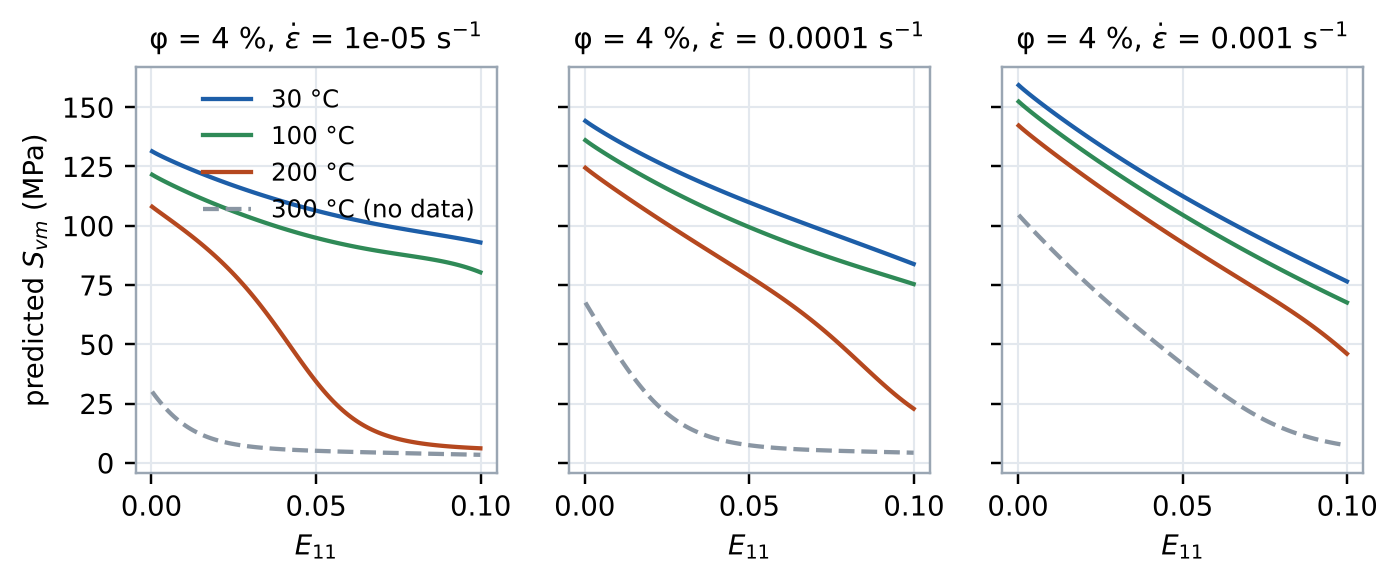 φ = 4 %, ε̇ = 1e-05 s⁻¹
φ = 4 %, ε̇ = 0.0001 s⁻¹
φ = 4 %, ε̇ = 0.001 s⁻¹
predicted Sᵥₘ (MPa)
150
125
100
75
50
25
0
30 °C
100 °C
200 °C
300 °C (no data)
0.00 0.05 0.10
0.00 0.05 0.10
0.00 0.05 0.10
E₁₁
E₁₁
E₁₁